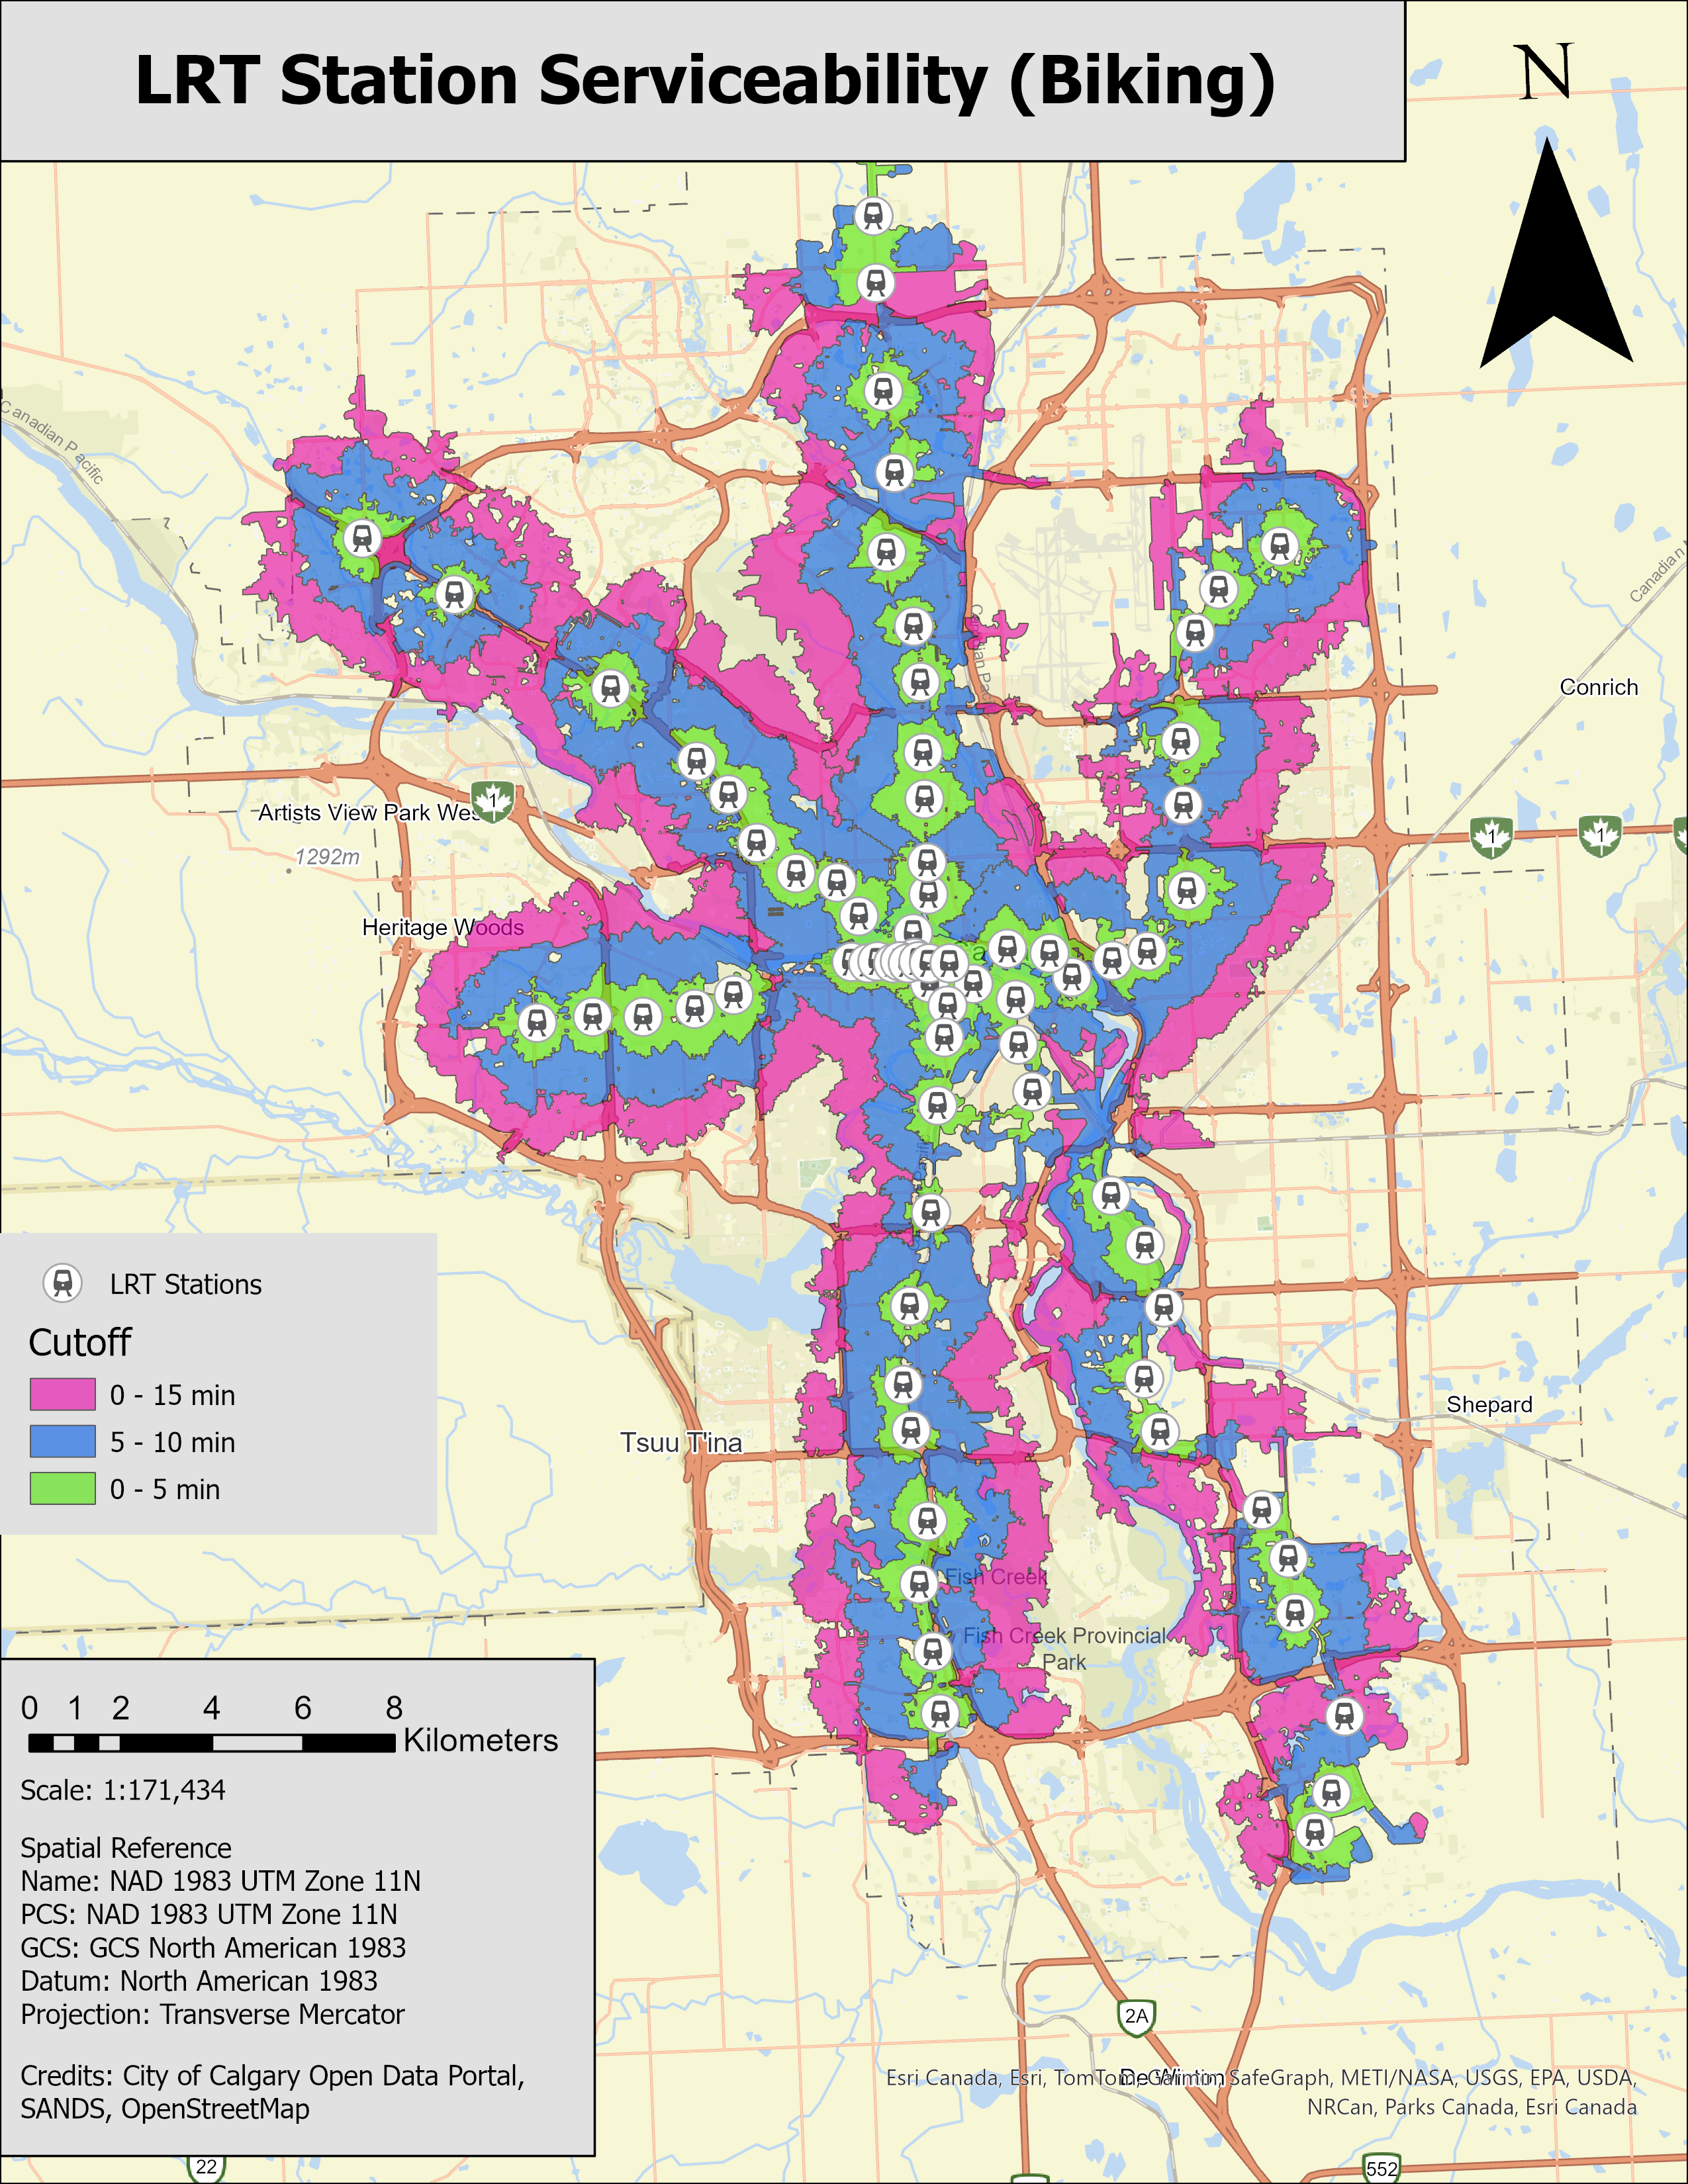 LRT Station Serviceability (Biking)
N
Canadian Pacific
Canadian
Conrich
1
Artists View Park Wes
1292m
1
1
Heritage Woods
LRT Stations
Cutoff
0 - 15 min
5 - 10 min
0 - 5 min
Shepard
Tsuu T'ina
Fish Creek
Fish Creek Provincial
Park
0 1 2 4 6 8
Kilometers
Scale: 1:171,434
Spatial Reference
Name: NAD 1983 UTM Zone 11N
PCS: NAD 1983 UTM Zone 11N
GCS: GCS North American 1983
Datum: North American 1983
Projection: Transverse Mercator
Credits: City of Calgary Open Data Portal,
SANDS, OpenStreetMap
2A
De Winton
Esri Canada, Esri, TomTom, Garmin, SafeGraph, METI/NASA, USGS, EPA, USDA,
NRCan, Parks Canada, Esri Canada
22
552